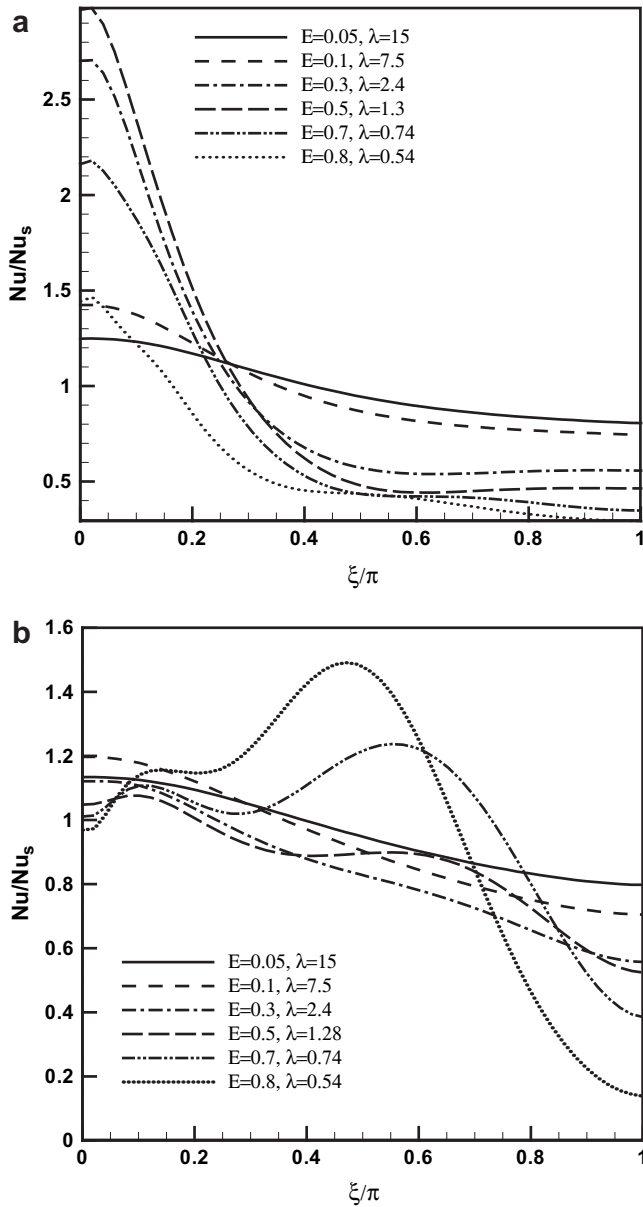 a
E=0.05, λ=15
E=0.1, λ=7.5
E=0.3, λ=2.4
E=0.5, λ=1.3
E=0.7, λ=0.74
E=0.8, λ=0.54
2.5
2
1.5
1
0.5
Nu/Nus
0 0.2 0.4 0.6 0.8 1
ξ/π
b
1.6
1.4
1.2
1
0.8
0.6
0.4
0.2
0
Nu/Nus
E=0.05, λ=15
E=0.1, λ=7.5
E=0.3, λ=2.4
E=0.5, λ=1.28
E=0.7, λ=0.74
E=0.8, λ=0.54
0 0.2 0.4 0.6 0.8 1
ξ/π